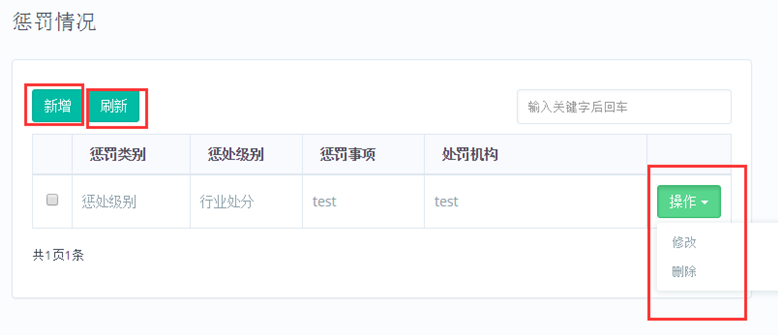 惩罚情况
新增 刷新 输入关键字后回车
惩罚类别 惩处级别 惩罚事项 处罚机构
惩处级别 行业处分 test test 操作
修改
共1页1条
删除